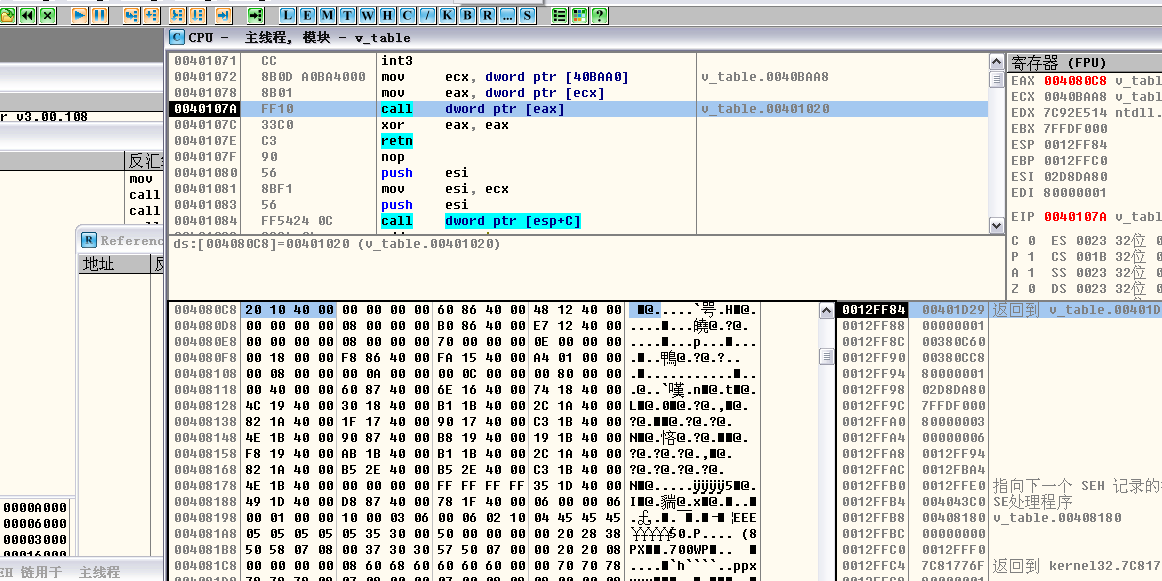 L E M T W H C / K B R ... S ?
C CPU - 主线程, 模块 - v_table
r v3.00.108
反汇
mov
call
call
R Referenc
地址 反
0000A000
00006000
00003000
EH 链用于 主线程
00401071 CC int3
00401072 8B0D A0BA4000 mov ecx, dword ptr [40BAA0] v_table.0040BAA8
00401078 8B01 mov eax, dword ptr [ecx]
0040107A FF10 call dword ptr [eax] v_table.00401020
0040107C 33C0 xor eax, eax
0040107E C3 retn
0040107F 90 nop
00401080 56 push esi
00401081 8BF1 mov esi, ecx
00401083 56 push esi
00401084 FF5424 0C call dword ptr [esp+C]
ds:[004080C8]=00401020 (v_table.00401020)
寄存器 (FPU)
EAX 004080C8 v_tabl
ECX 0040BAA8 v_tabl
EDX 7C92E514 ntdll.
EBX 7FFDF000
ESP 0012FF84
EBP 0012FFC0
ESI 02D8DA80
EDI 80000001
EIP 0040107A v_tabl
C 0 ES 0023 32位 0
P 1 CS 001B 32位
A 1 SS 0023 32位
Z 0 DS 0023 32位
004080C8 20 10 40 00 00 00 00 00 60 86 40 00 48 12 40 00
004080D8 00 00 00 00 08 00 00 00 B0 86 40 00 E7 12 40 00
004080E8 00 00 00 00 08 00 00 00 70 00 00 00 0E 00 00 00
004080F8 00 18 00 00 F8 86 40 00 FA 15 40 00 A4 01 00 00
00408108 00 08 00 00 00 0A 00 00 00 0C 00 00 00 80 00 00
00408118 00 40 00 00 60 87 40 00 6E 16 40 00 74 18 40 00
00408128 4C 19 40 00 30 18 40 00 B1 1B 40 00 2C 1A 40 00
00408138 82 1A 40 00 1F 17 40 00 90 17 40 00 C3 1B 40 00
00408148 4E 1B 40 00 90 87 40 00 B8 19 40 00 19 1B 40 00
00408158 F8 19 40 00 AB 1B 40 00 B1 1B 40 00 2C 1A 40 00
00408168 82 1A 40 00 B5 2E 40 00 B5 2E 40 00 C3 1B 40 00
00408178 4E 1B 40 00 00 00 00 00 FF FF FF FF 35 1D 40 00
00408188 49 1D 40 00 D8 87 40 00 78 1F 40 00 06 00 00 06
00408198 00 01 00 00 10 00 03 06 00 06 02 10 04 45 45 45
004081A8 05 05 05 05 05 35 30 00 50 00 00 00 00 20 28 38
004081B8 50 58 07 08 00 37 30 30 57 50 07 00 00 20 20 08
004081C8 00 00 00 00 08 60 68 60 60 60 60 00 00 70 70 78
0012FF84 00401D29 返回到 v_table.00401D
0012FF88 00000001
0012FF8C 00380C60
0012FF90 00380CC8
0012FF94 80000001
0012FF98 02D8DA80
0012FF9C 7FFDF000
0012FFA0 80000003
0012FFA4 00000006
0012FFA8 0012FF94
0012FFAC 0012FBA4
0012FFB0 0012FFE0 指向下一个 SEH 记录的
0012FFB4 004043C0 SE处理程序
0012FFB8 00408180 v_table.00408180
0012FFBC 00000000
0012FFC0 0012FFF0
0012FFC4 7C81776F 返回到 kernel32.7C817